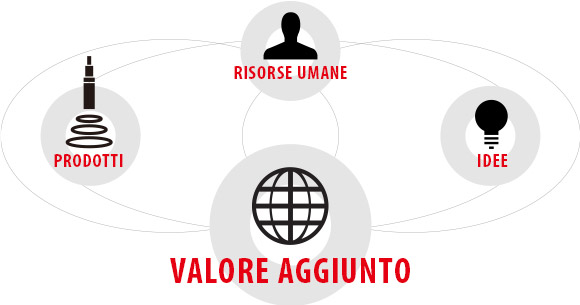 RISORSE UMANE
PRODOTTI
IDEE
VALORE AGGIUNTO